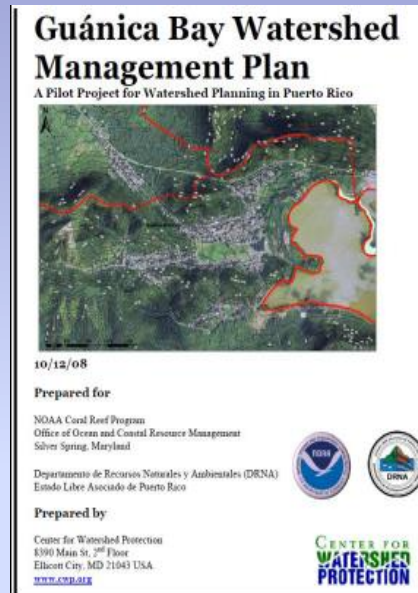 Guánica Bay Watershed
Management Plan
A Pilot Project for Watershed Planning in Puerto Rico
10/12/08
Prepared for
NOAA Coral Reef Program
Office of Ocean and Coastal Resource Management
Silver Spring, Maryland
Departamento de Recursos Naturales y Ambientales (DRNA)
Estado Libre Asociado de Puerto Rico
NOAA
DRNA
Prepared by
Center for Watershed Protection
8390 Main St. 2nd Floor
Ellicott City, MD 21043 USA
www.cwp.org
CENTER FOR
WATERSHED
PROTECTION